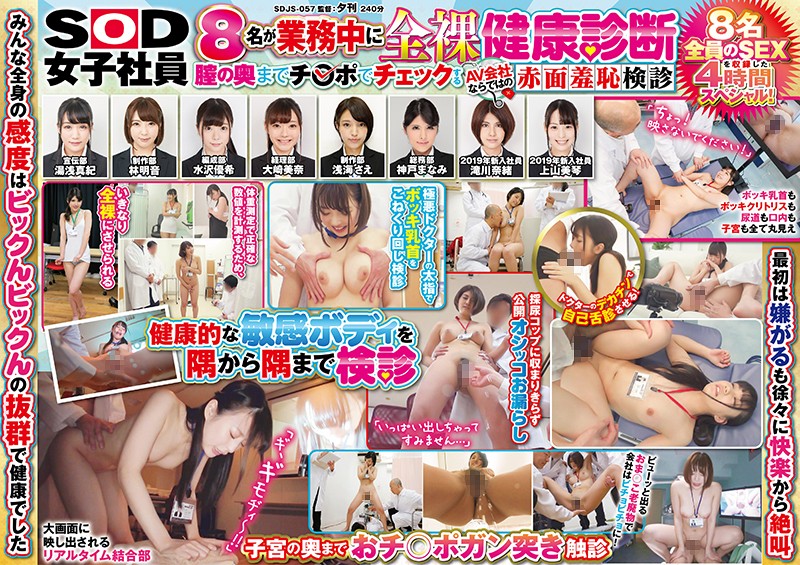 SDJS-057 監督:夕刊 240分
SOD
女子社員
8名が業務中に
全裸健康診断
膣の奥までチ○ポでチェックする
AV会社
ならではの
赤面羞恥検診
8名
全員のSEX
を収録した
4時間
スペシャル!
宣伝部
湯浅真紀
制作部
林明音
編成部
水沢優希
経理部
大崎美奈
制作部
浅海さえ
総務部
神戸まなみ
2019年新入社員
滝川奈緒
2019年新入社員
上山美琴
「ちょっ!
映さないでください!」
ボッキ乳首も
ボッキクリトリスも
尿道も口内も
子宮も全て丸見え
みんな全身の感度はビックんビックんの抜群で健康でした
体重測定で正確な
数値を計測するため、
いきなり
全裸にさせられる
極悪ドクターの太指で
ボッキ乳首を
こねくり回し検診
ドクターのデカチ○ポで
自己舌診させる!
最初は嫌がるも徐々に快楽から絶叫
健康的な敏感ボディを
隅から隅まで検診
採尿コップに収まりきらず
公開オシッコお漏らし
「いっぱい出しちゃって
すみません…」
「ギ…
ギモヂィ〜!!」
大画面に
映し出される
リアルタイム結合部
子宮の奥までおチ○ポガン突き触診
ビューッと出る
おま○こ老廃物で
会社はビチョビチョに!